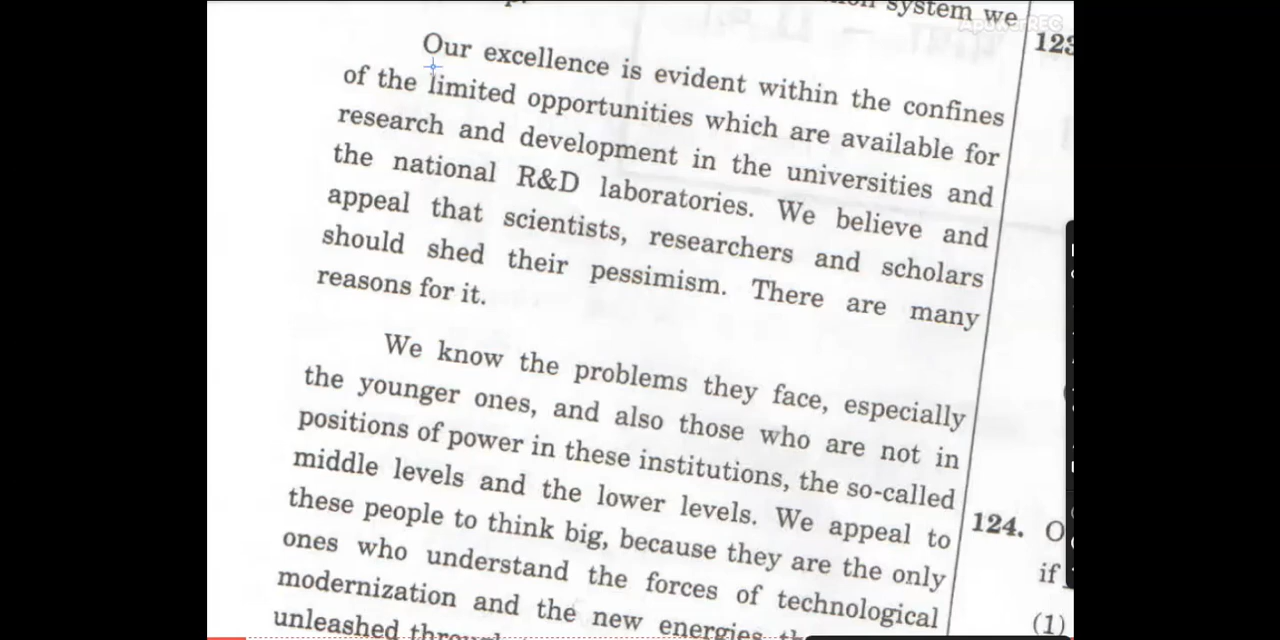 system we
Our excellence is evident within the confines
of the limited opportunities which are available for
research and development in the universities and
the national R&D laboratories. We believe and
appeal that scientists, researchers and scholars
should shed their pessimism. There are many
reasons for it.
We know the problems they face, especially
the younger ones, and also those who are not in
positions of power in these institutions, the so-called
middle levels and the lower levels. We appeal to
these people to think big, because they are the only
ones who understand the forces of technological
modernization and the new energies
unleashed
ApowerREC
123
124. O
if
(1)